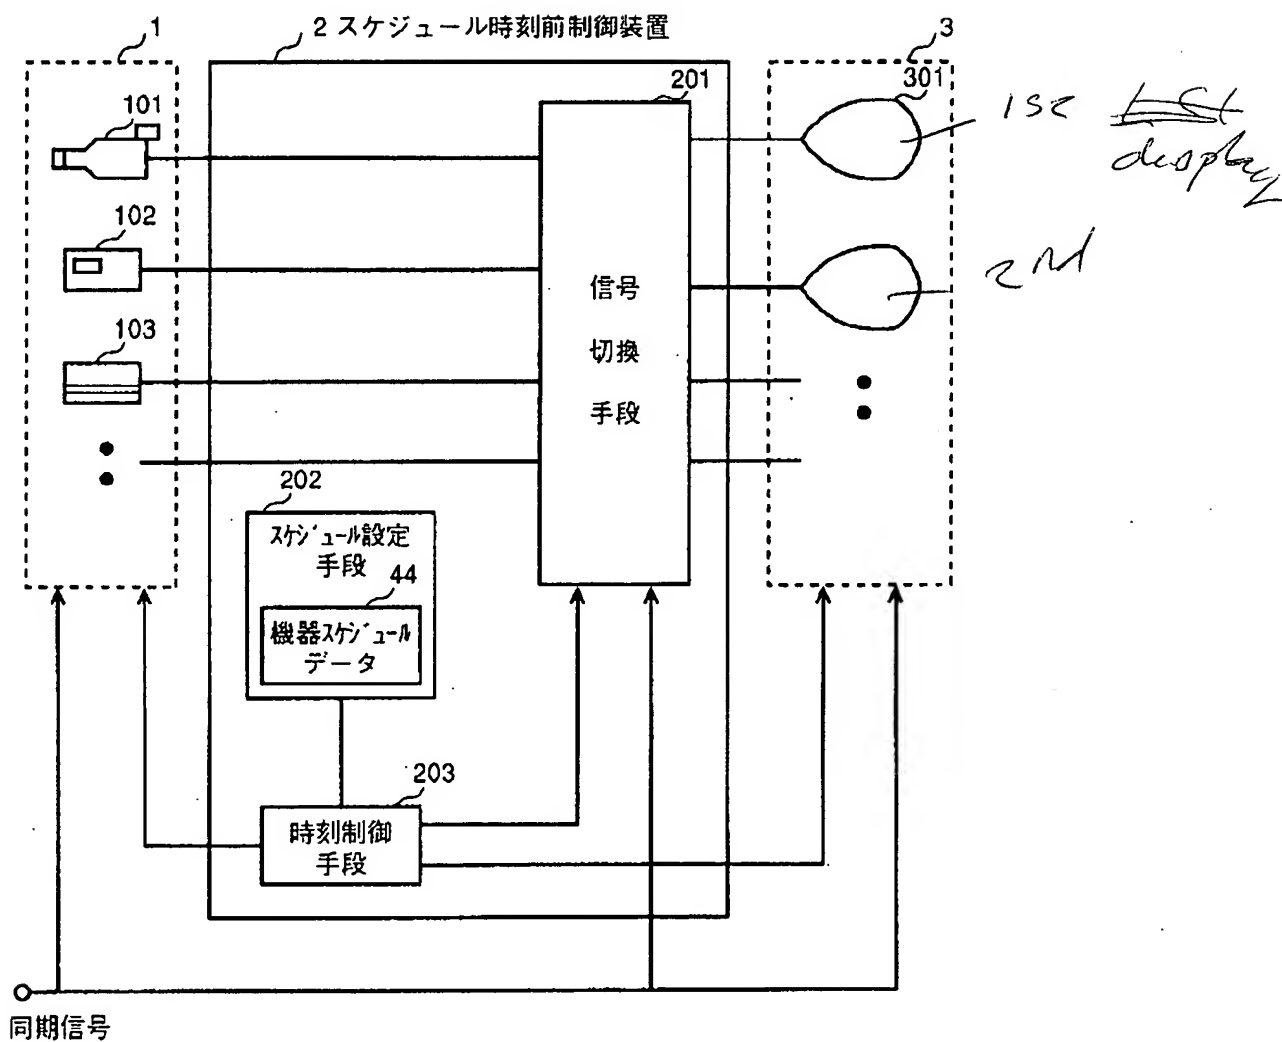 1
2 スケジュール時刻前制御装置
3
101
201
301
1st
display
102
2nd
信号
切換
手段
103
202
スケジュール設定
手段
44
機器スケジュール
データ
203
時刻制御
手段
同期信号